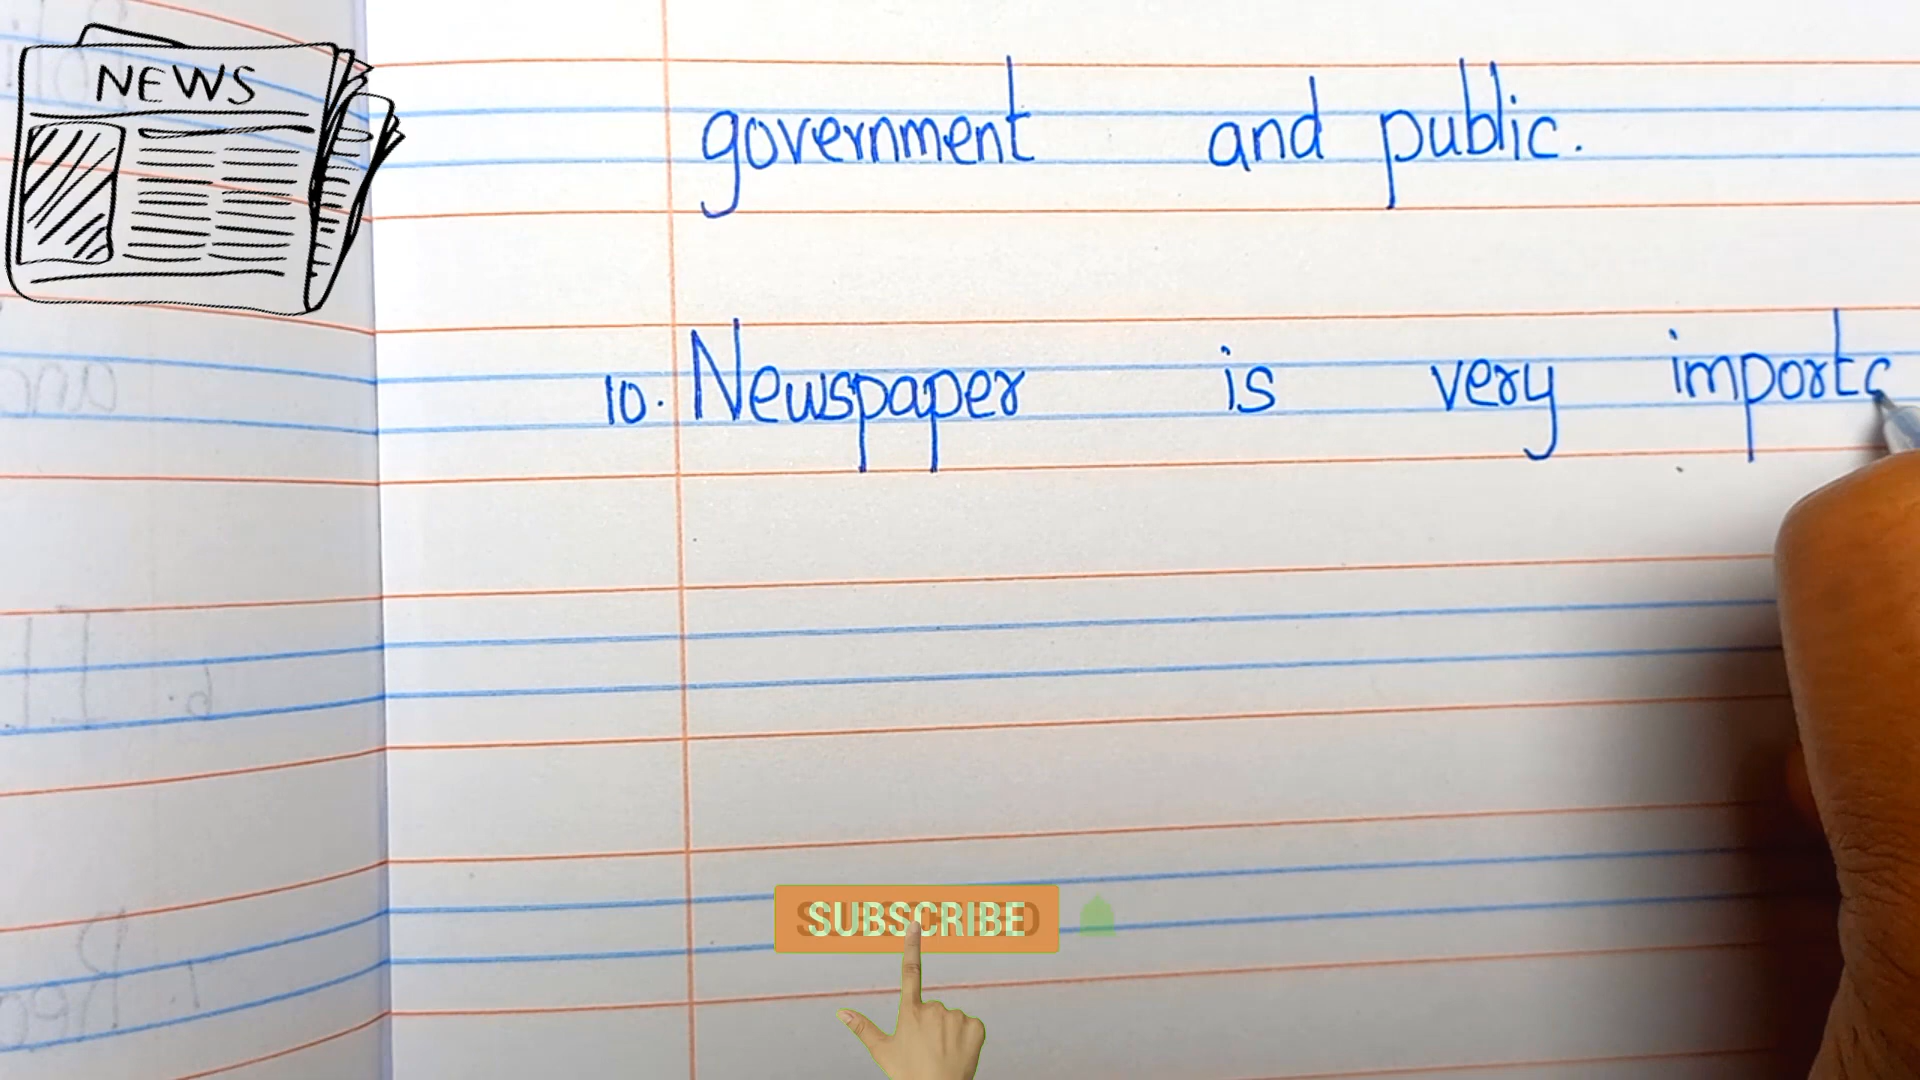 NEWS
government and public.
10. Newspaper is very importa
SUBSCRIBE